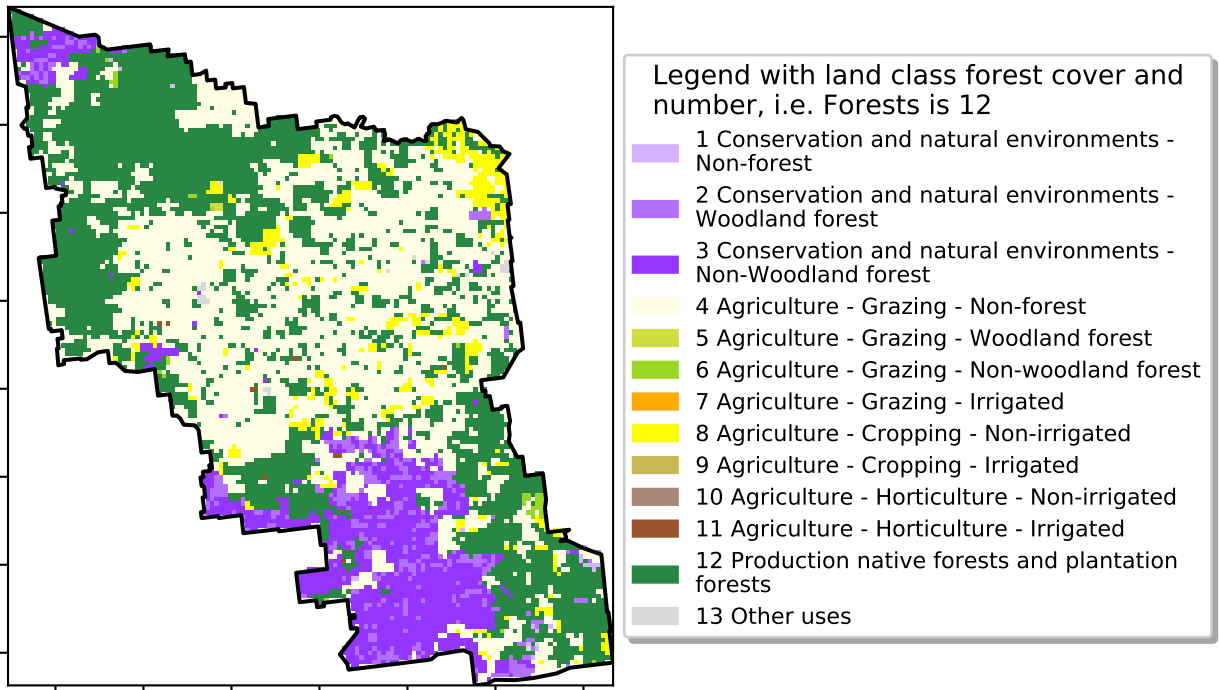 Legend with land class forest cover and
number, i.e. Forests is 12
1 Conservation and natural environments -
Non-forest
2 Conservation and natural environments -
Woodland forest
3 Conservation and natural environments -
Non-Woodland forest
4 Agriculture - Grazing - Non-forest
5 Agriculture - Grazing - Woodland forest
6 Agriculture - Grazing - Non-woodland forest
7 Agriculture - Grazing - Irrigated
8 Agriculture - Cropping - Non-irrigated
9 Agriculture - Cropping - Irrigated
10 Agriculture - Horticulture - Non-irrigated
11 Agriculture - Horticulture - Irrigated
12 Production native forests and plantation
forests
13 Other uses